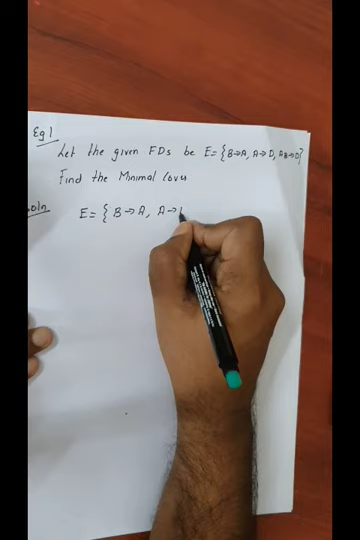 Eg 1
Let the given FDs be E = { B→A, A→D, AB→D}
Find the Minimal Cover
Soln
E = { B → A, A →